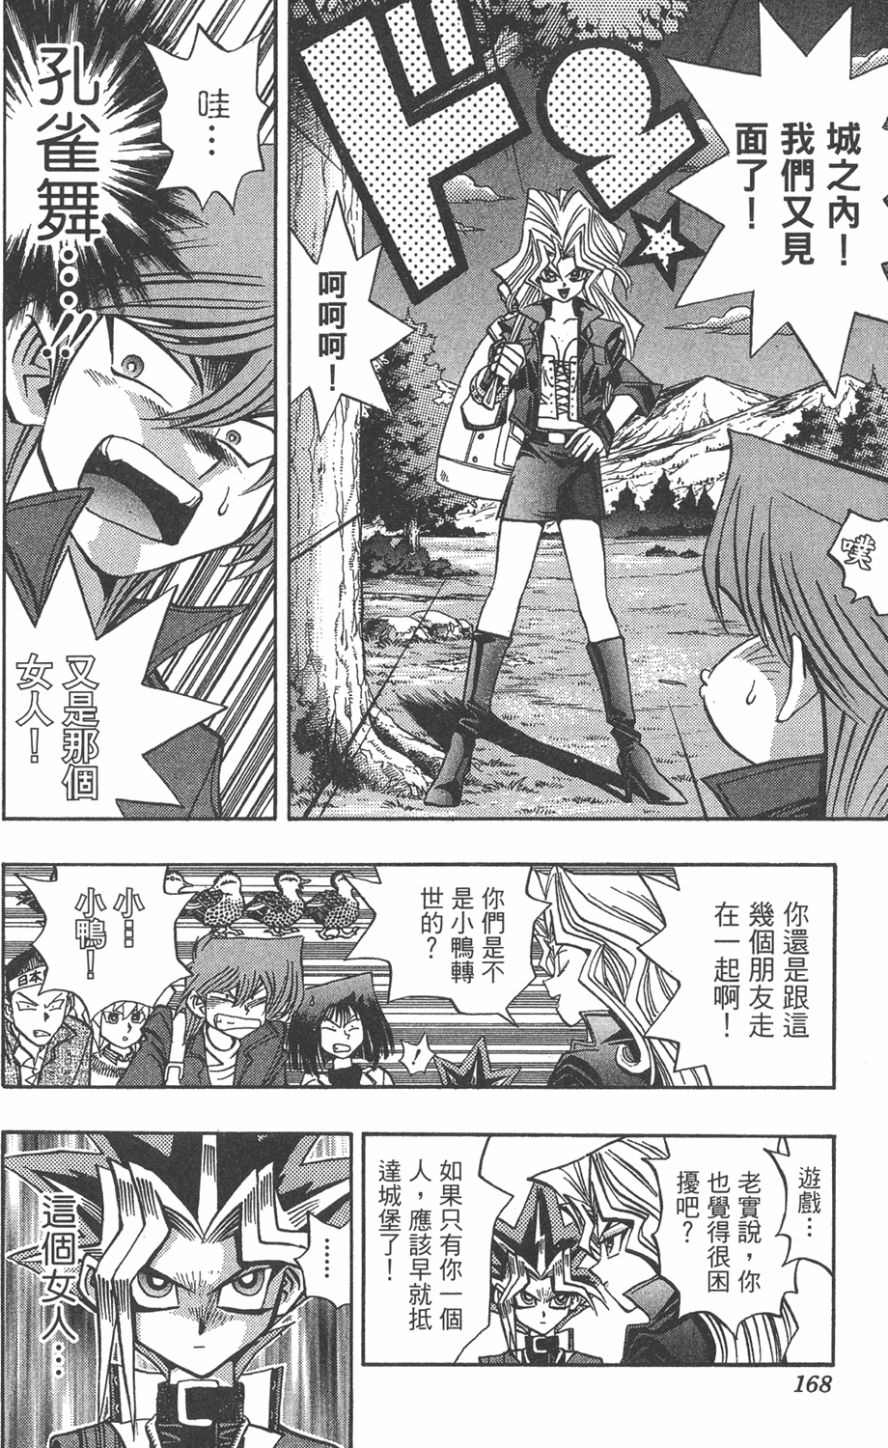 城之內！
我們又見
面了！
ドン
呵呵呵！
噗
哇…
孔雀舞…!!
又是那個
女人！
你還是跟這
幾個朋友走
在一起啊！
你們是不
是小鴨轉
世的？
！
小…
小鴨！
日本
遊戲…
老實說，你
也覺得很困
擾吧？
如果只有你一個
人，應該早就抵
達城堡了！
……
這個女人…
168